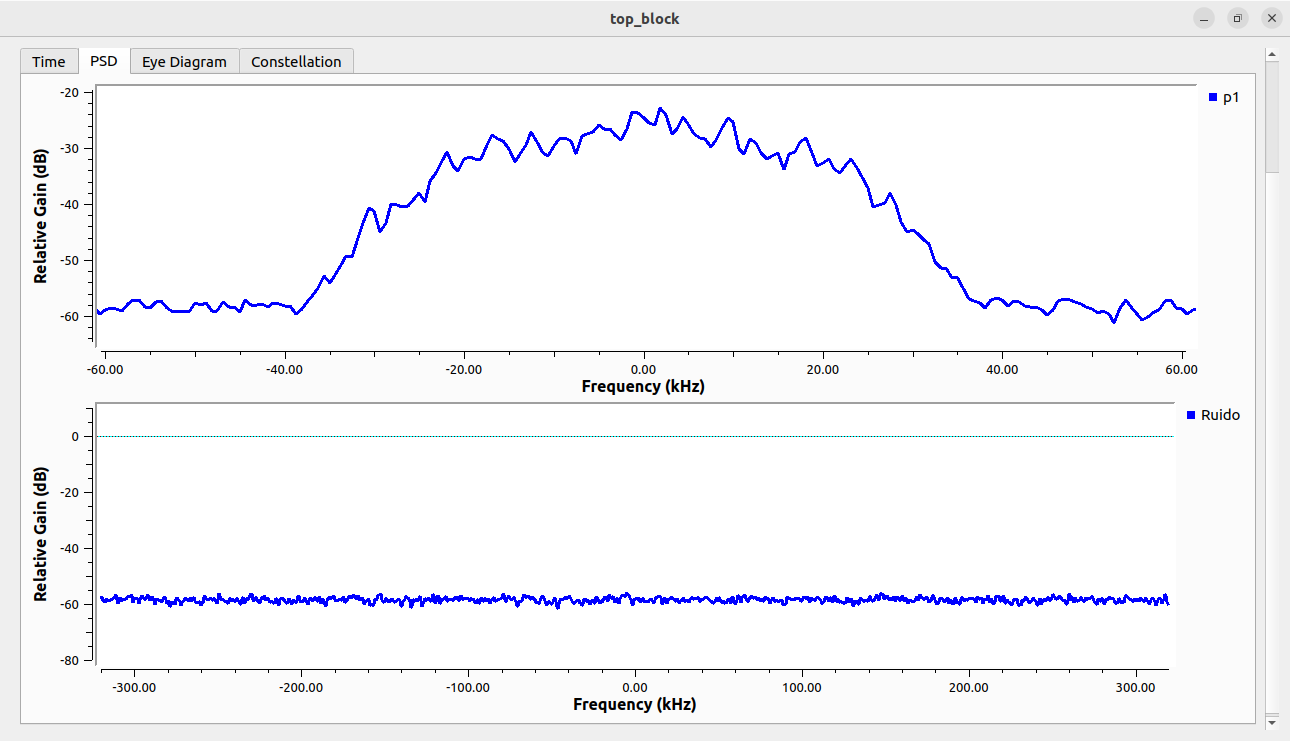 top_block
Time PSD Eye Diagram Constellation
p1
Relative Gain (dB)
-20
-30
-40
-50
-60
-60.00 -40.00 -20.00 0.00 20.00 40.00 60.00
Frequency (kHz)
Ruido
Relative Gain (dB)
0
-20
-40
-60
-80
-300.00 -200.00 -100.00 0.00 100.00 200.00 300.00
Frequency (kHz)